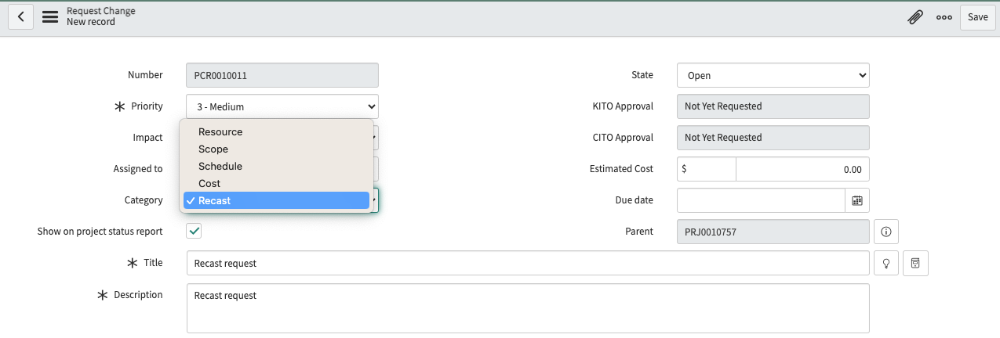 Request Change
New record
Save
Number
PCR0010011
State
Open
Priority
3 - Medium
KITO Approval
Not Yet Requested
Impact
CITO Approval
Not Yet Requested
Assigned to
Estimated Cost
$
0.00
Category
Resource
Scope
Schedule
Cost
✓ Recast
Due date
Show on project status report
Parent
PRJ0010757
Title
Recast request
Description
Recast request